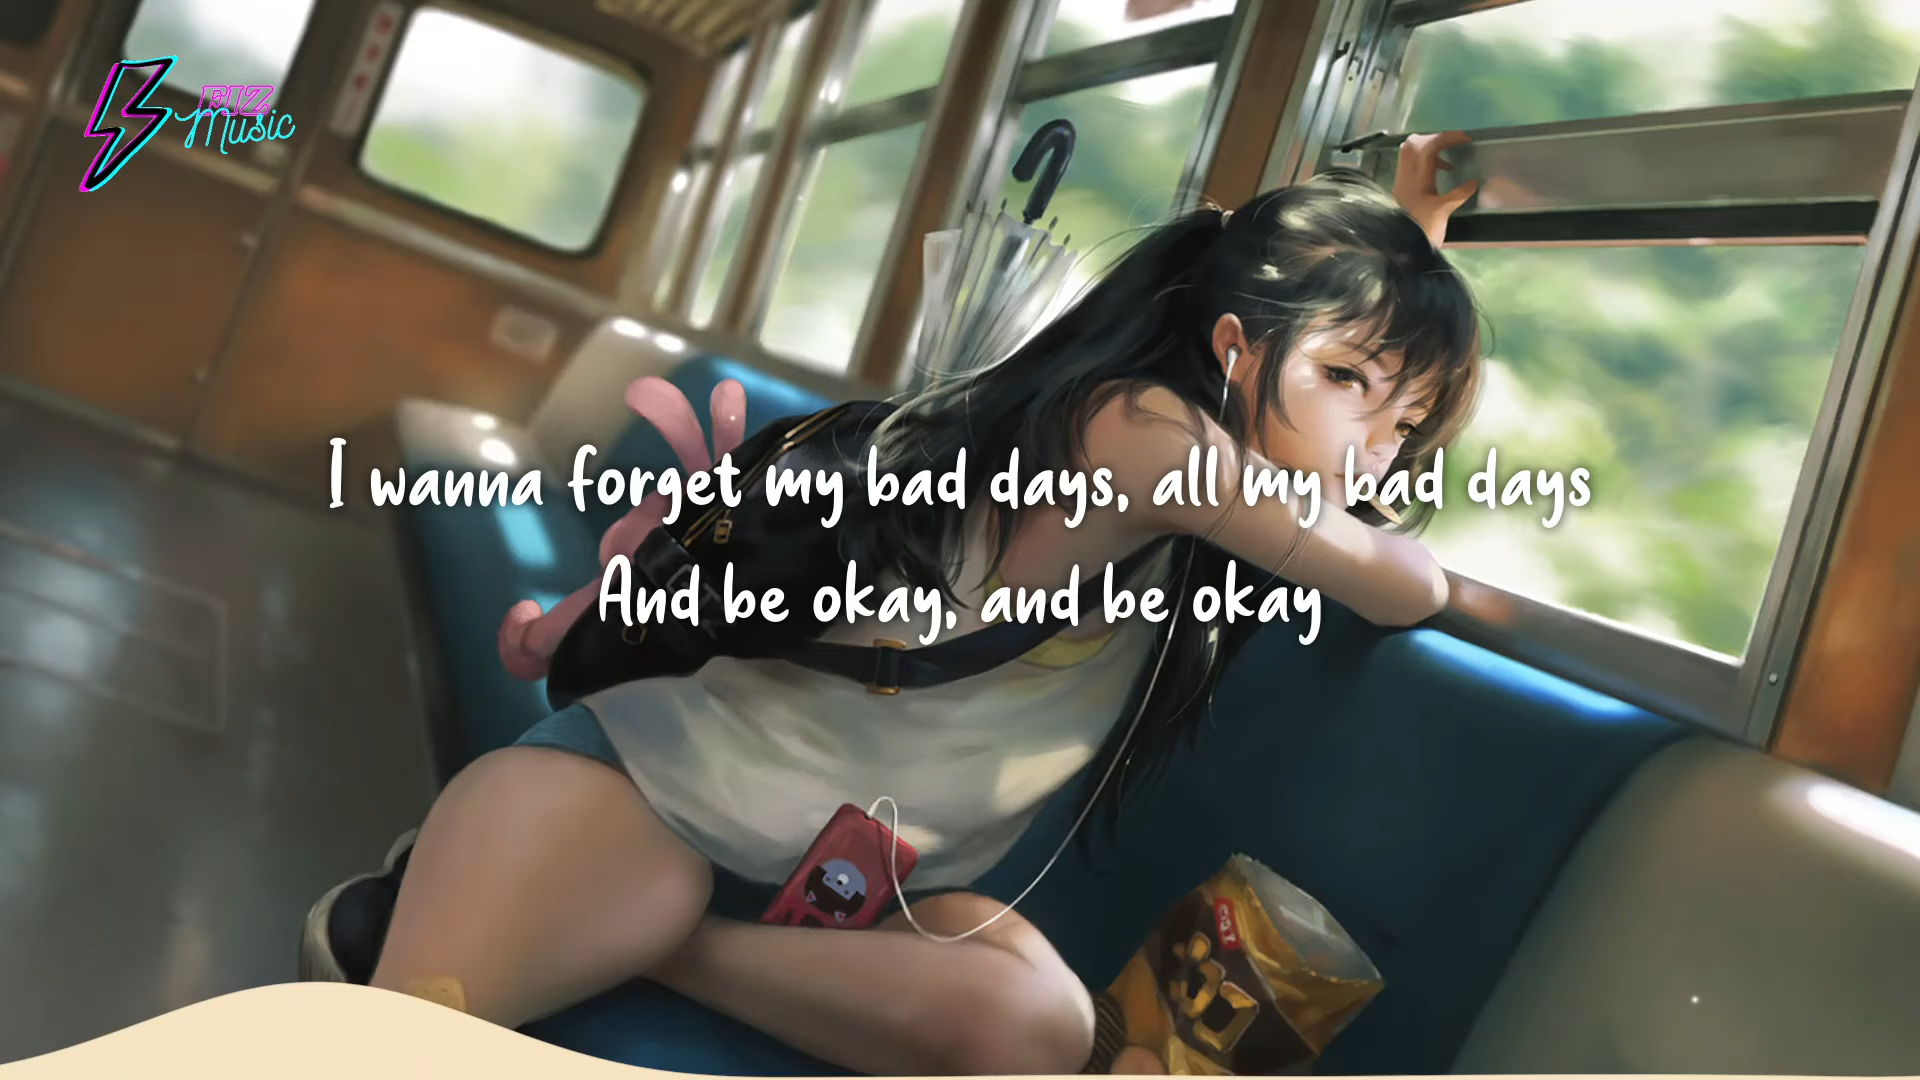 FIZ
Music
I wanna forget my bad days, all my bad days
And be okay, and be okay